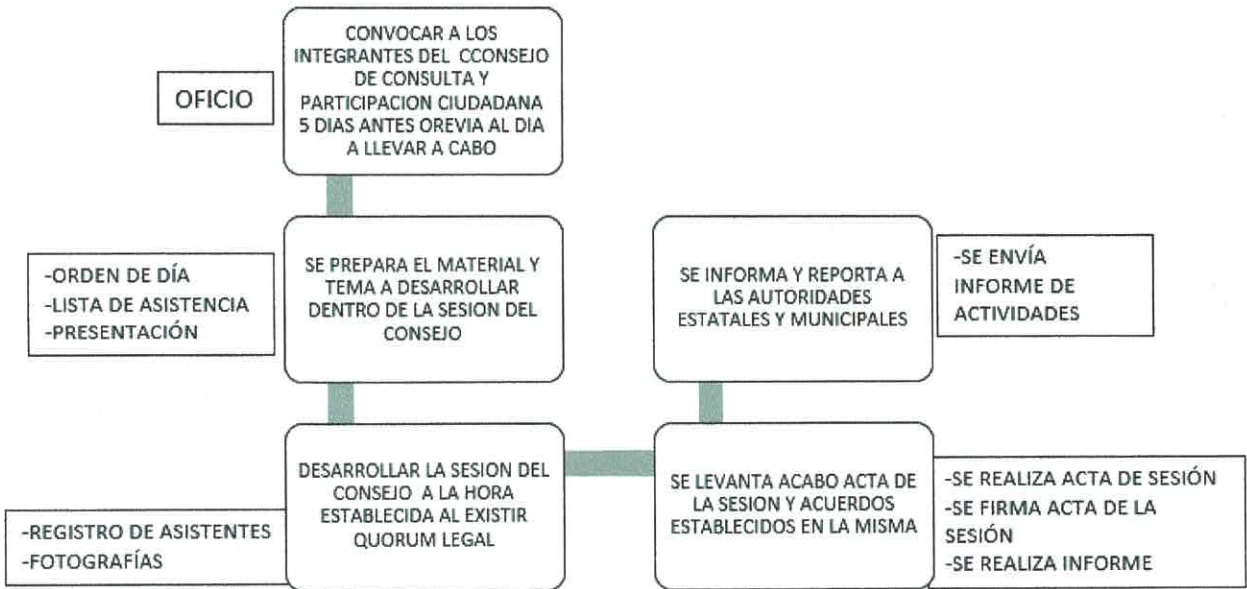 OFICIO
CONVOCAR A LOS
INTEGRANTES DEL CCONSEJO
DE CONSULTA Y
PARTICIPACION CIUDADANA
5 DIAS ANTES OREVIA AL DIA
A LLEVAR A CABO
-ORDEN DE DÍA
-LISTA DE ASISTENCIA
-PRESENTACIÓN
SE PREPARA EL MATERIAL Y
TEMA A DESARROLLAR
DENTRO DE LA SESION DEL
CONSEJO
-REGISTRO DE ASISTENTES
-FOTOGRAFÍAS
DESARROLLAR LA SESION DEL
CONSEJO A LA HORA
ESTABLECIDA AL EXISTIR
QUORUM LEGAL
SE LEVANTA ACABO ACTA DE
LA SESION Y ACUERDOS
ESTABLECIDOS EN LA MISMA
-SE REALIZA ACTA DE SESIÓN
-SE FIRMA ACTA DE LA
SESIÓN
-SE REALIZA INFORME
SE INFORMA Y REPORTA A
LAS AUTORIDADES
ESTATALES Y MUNICIPALES
-SE ENVÍA
INFORME DE
ACTIVIDADES